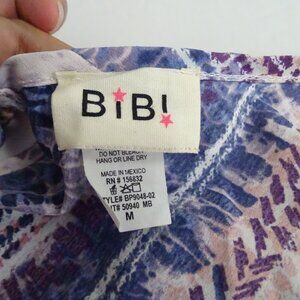 BiBi
DO NOT BLEACH
HANG OR LINE DRY
MADE IN MEXICO
RN # 156832
STYLE# BP9048-02
50940 MB
M